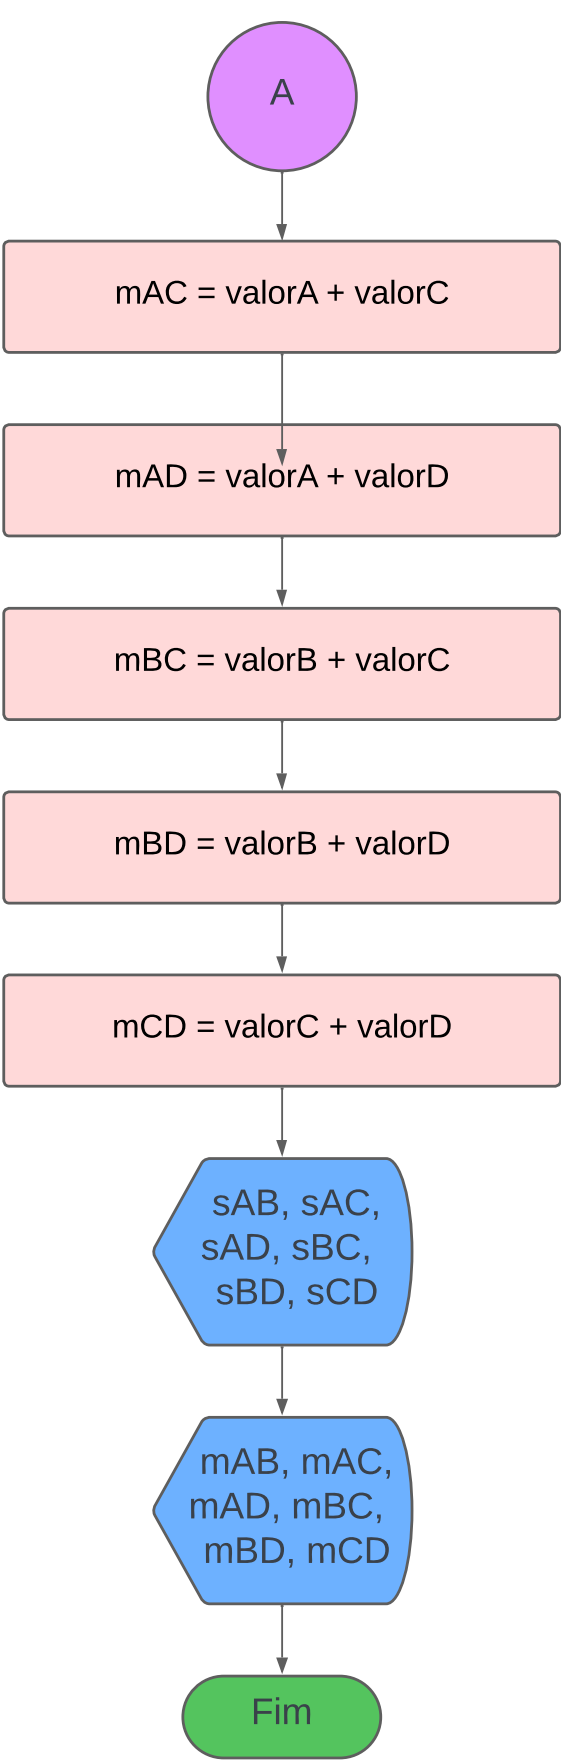 A
mAC = valorA + valorC
mAD = valorA + valorD
mBC = valorB + valorC
mBD = valorB + valorD
mCD = valorC + valorD
sAB, sAC,
sAD, sBC,
sBD, sCD
mAB, mAC,
mAD, mBC,
mBD, mCD
Fim